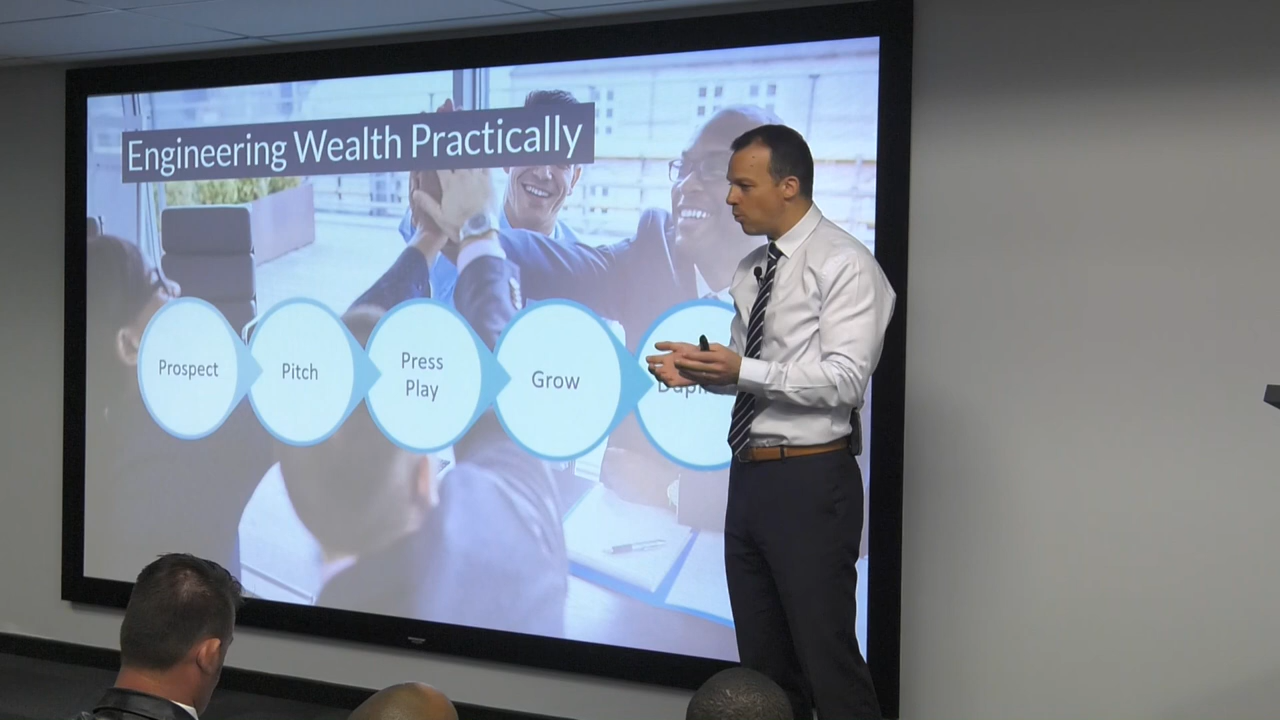 Engineering Wealth Practically
Prospect
Pitch
Press
Play
Grow